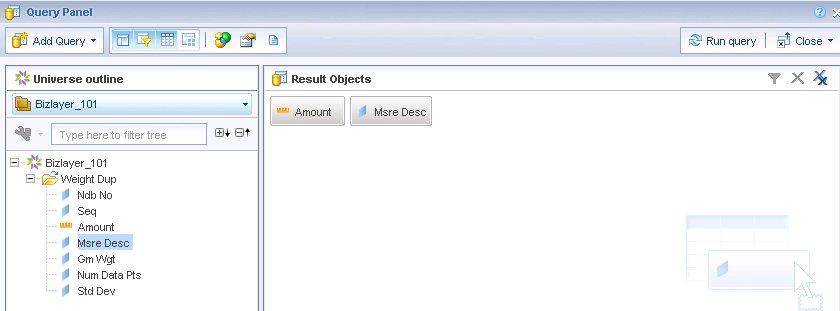 Query Panel
Add Query
Run query
Close
Universe outline
Result Objects
Bizlayer_101
Amount
Msre Desc
Type here to filter tree
Bizlayer_101
Weight Dup
Ndb No
Seq
Amount
Msre Desc
Gm Wgt
Num Data Pts
Std Dev